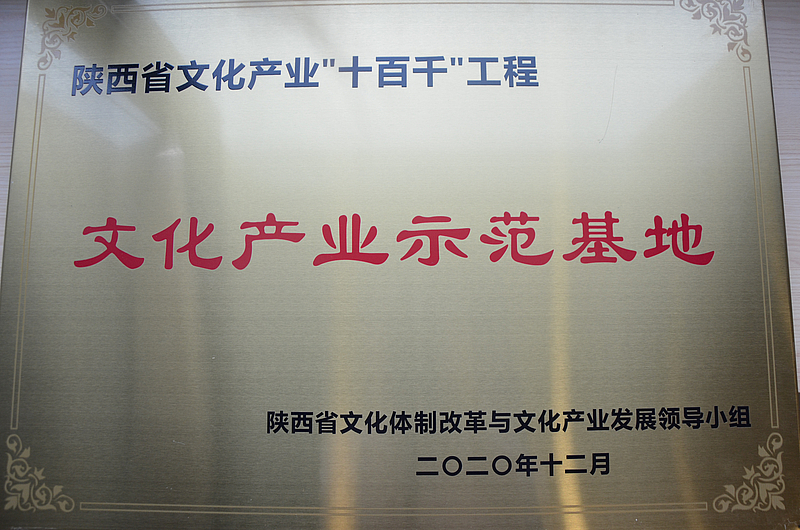 陕西省文化产业"十百千"工程
文化产业示范基地
陕西省文化体制改革与文化产业发展领导小组
二〇二〇年十二月